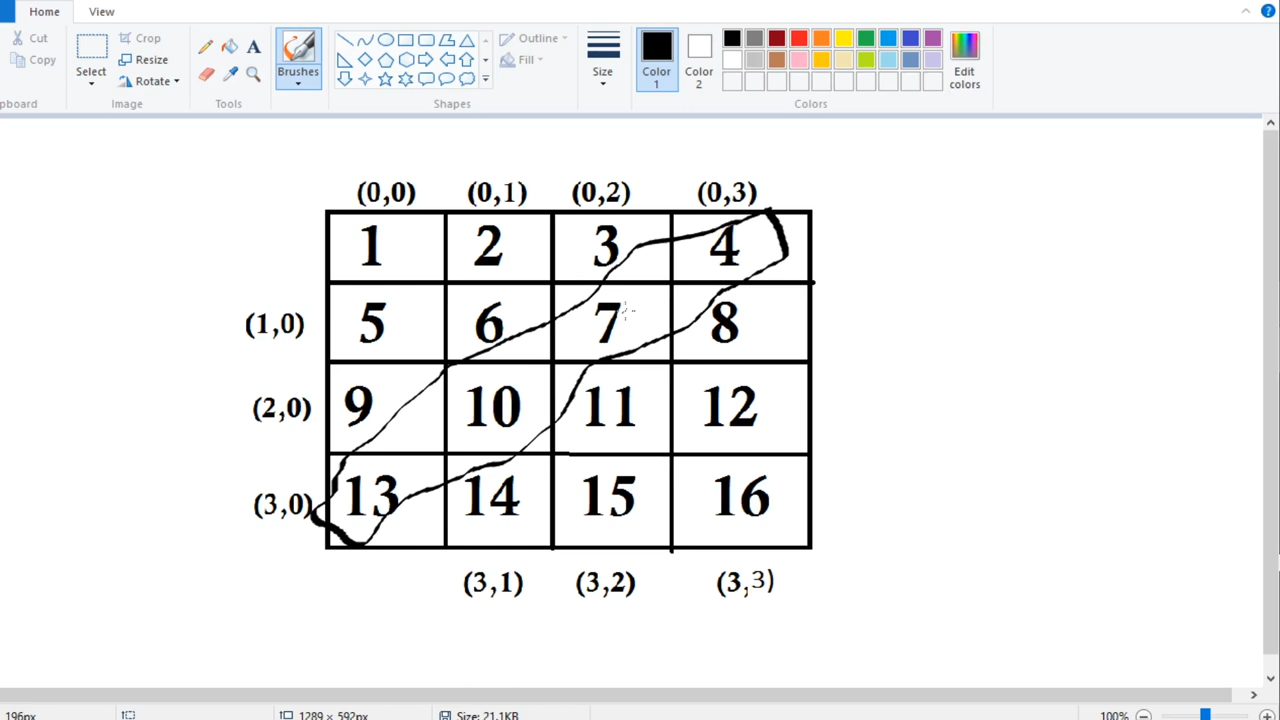 Home View
Cut
Copy
pboard
Select
Crop
Resize
Rotate
Image
A
Tools
Brushes
Outline
Fill
Shapes
Size
Color 1
Color 2
Edit colors
Colors
(0,0) (0,1) (0,2) (0,3)
1 2 3 4
(1,0) 5 6 7 8
(2,0) 9 10 11 12
(3,0) 13 14 15 16
(3,1) (3,2) (3,3)
196px 1289 × 592px Size: 21.1KB 100%